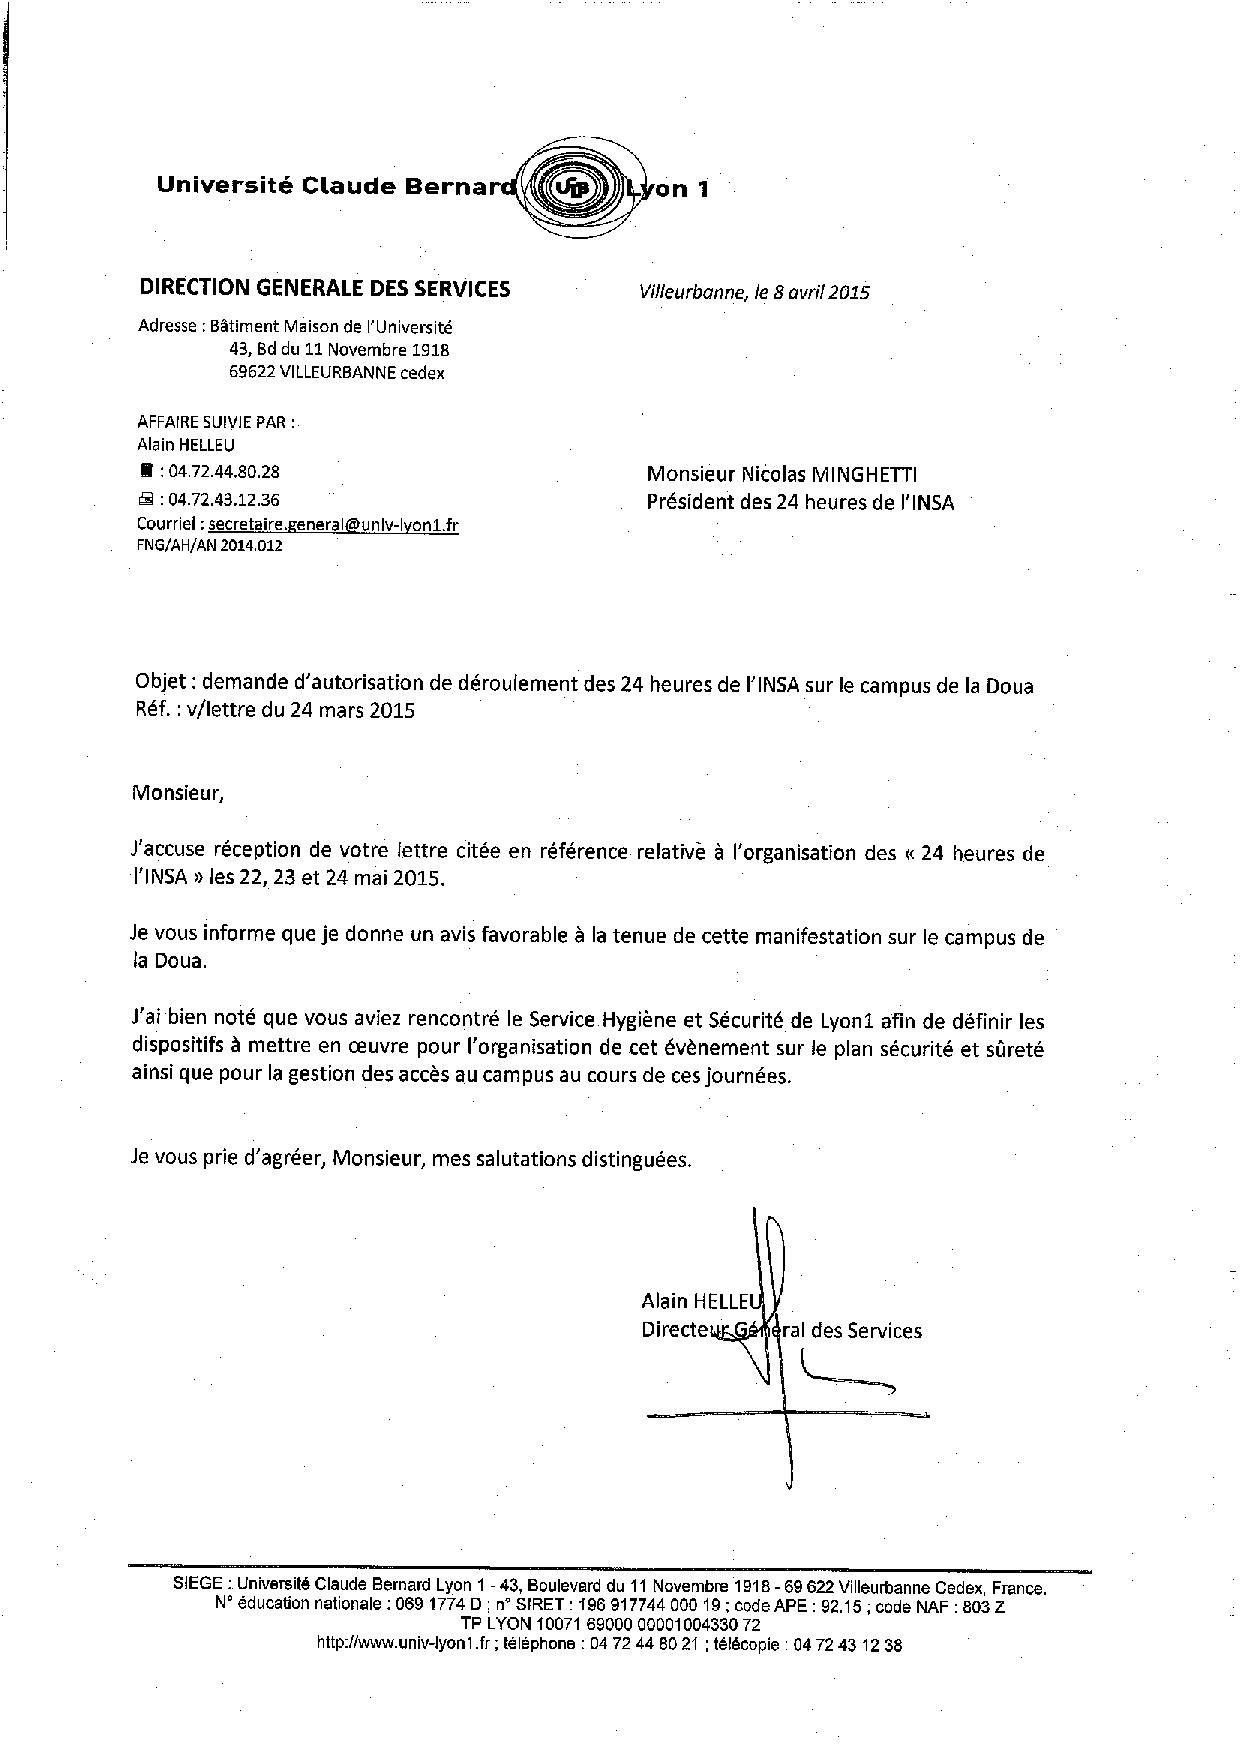 Université Claude Bernard Lyon 1
DIRECTION GENERALE DES SERVICES
Villeurbanne, le 8 avril 2015
Adresse : Bâtiment Maison de l'Université
43, Bd du 11 Novembre 1918
69622 VILLEURBANNE cedex
AFFAIRE SUIVIE PAR :
Alain HELLEU
: 04.72.44.80.28
: 04.72.43.12.36
Courriel : secretaire.general@univ-lyon1.fr
FNG/AH/AN 2014.012
Monsieur Nicolas MINGHETTI
Président des 24 heures de l'INSA
Objet : demande d'autorisation de déroulement des 24 heures de l'INSA sur le campus de la Doua
Réf. : v/lettre du 24 mars 2015
Monsieur,
J'accuse réception de votre lettre citée en référence relative à l'organisation des « 24 heures de
l'INSA » les 22, 23 et 24 mai 2015.
Je vous informe que je donne un avis favorable à la tenue de cette manifestation sur le campus de
la Doua.
J'ai bien noté que vous aviez rencontré le Service Hygiène et Sécurité de Lyon1 afin de définir les
dispositifs à mettre en œuvre pour l'organisation de cet évènement sur le plan sécurité et sûreté
ainsi que pour la gestion des accès au campus au cours de ces journées.
Je vous prie d'agréer, Monsieur, mes salutations distinguées.
Alain HELLEU
Directeur Général des Services
SIEGE : Université Claude Bernard Lyon 1 - 43, Boulevard du 11 Novembre 1918 - 69 622 Villeurbanne Cedex, France.
N° éducation nationale : 069 1774 D ; n° SIRET : 196 917744 000 19 ; code APE : 92.15 ; code NAF : 803 Z
TP LYON 10071 69000 00001004330 72
http://www.univ-lyon1.fr ; téléphone : 04 72 44 80 21 ; télécopie : 04 72 43 12 38